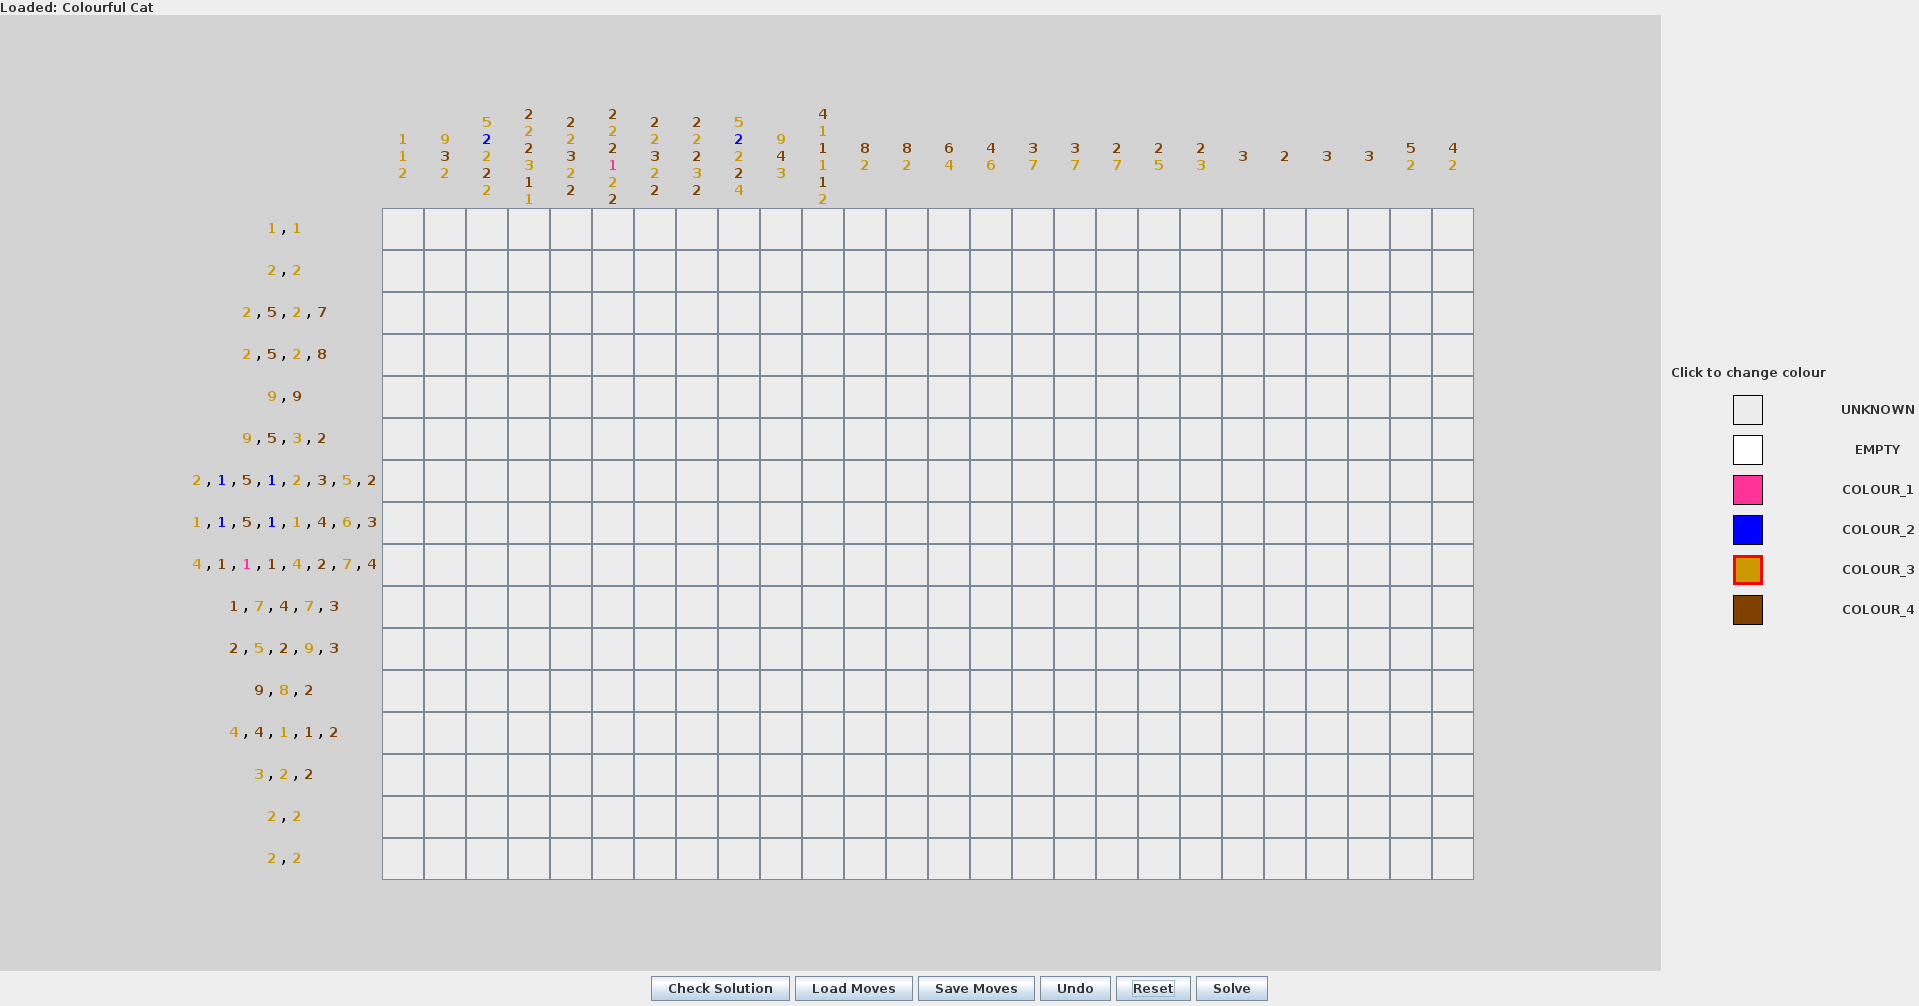 Loaded: Colourful Cat
1 9 5 2 2 2 2 2 5 9 4 8 8 6 4 3 3 2 2 2 3 2 3 3 5 4
1 3 2 2 2 2 2 2 2 4 1 2 2 4 6 7 7 7 5 3 2 2
2 2 2 2 3 2 3 2 2 3 1
2 3 2 1 2 3 2 1
2 1 2 2 2 2 4 1
1 2 2
1 , 1
2 , 2
2 , 5 , 2 , 7
2 , 5 , 2 , 8
9 , 9
9 , 5 , 3 , 2
2 , 1 , 5 , 1 , 2 , 3 , 5 , 2
1 , 1 , 5 , 1 , 1 , 4 , 6 , 3
4 , 1 , 1 , 1 , 4 , 2 , 7 , 4
1 , 7 , 4 , 7 , 3
2 , 5 , 2 , 9 , 3
9 , 8 , 2
4 , 4 , 1 , 1 , 2
3 , 2 , 2
2 , 2
2 , 2
Click to change colour
UNKNOWN
EMPTY
COLOUR_1
COLOUR_2
COLOUR_3
COLOUR_4
Check Solution Load Moves Save Moves Undo Reset Solve